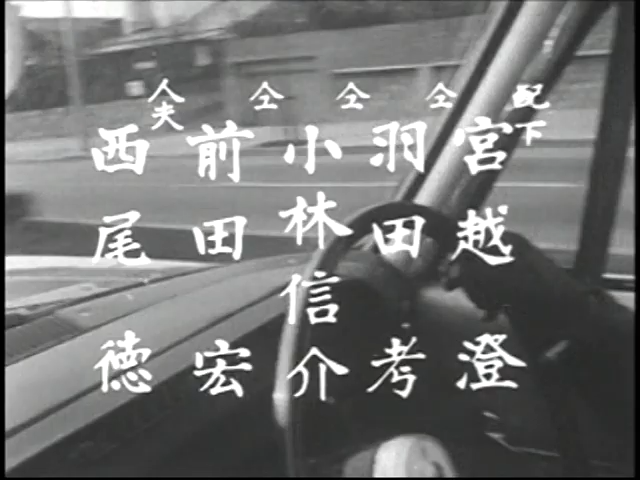 配下 宮越澄
仝 羽田考
仝 小林信介
仝 前田宏
人夫 西尾徳